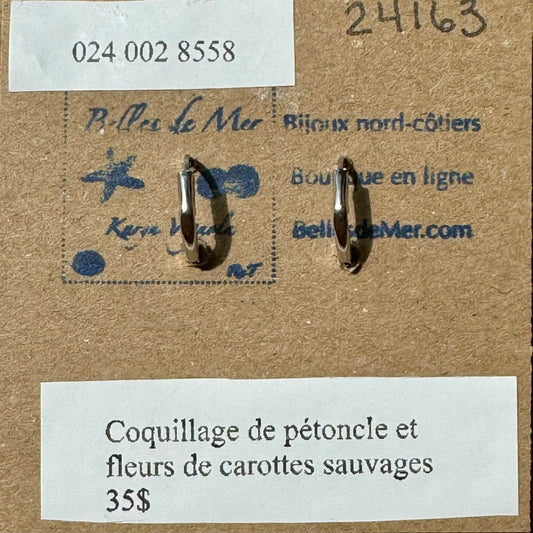 24163
024 002 8558
Belles de Mer
Bijoux nord-côtiers
Boutique en ligne
BellesdeMer.com
Coquillage de pétoncle et
fleurs de carottes sauvages
35$